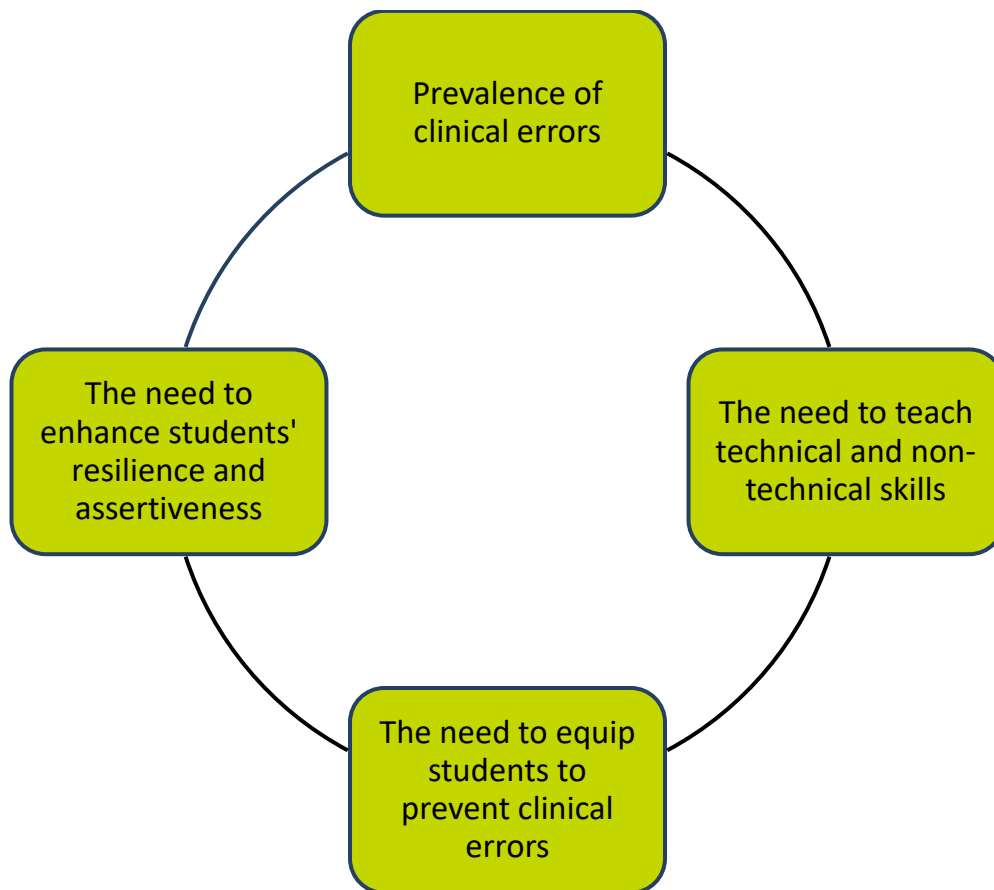 Prevalence of
clinical errors
The need to
enhance students'
resilience and
assertiveness
The need to teach
technical and non-
technical skills
The need to equip
students to
prevent clinical
errors